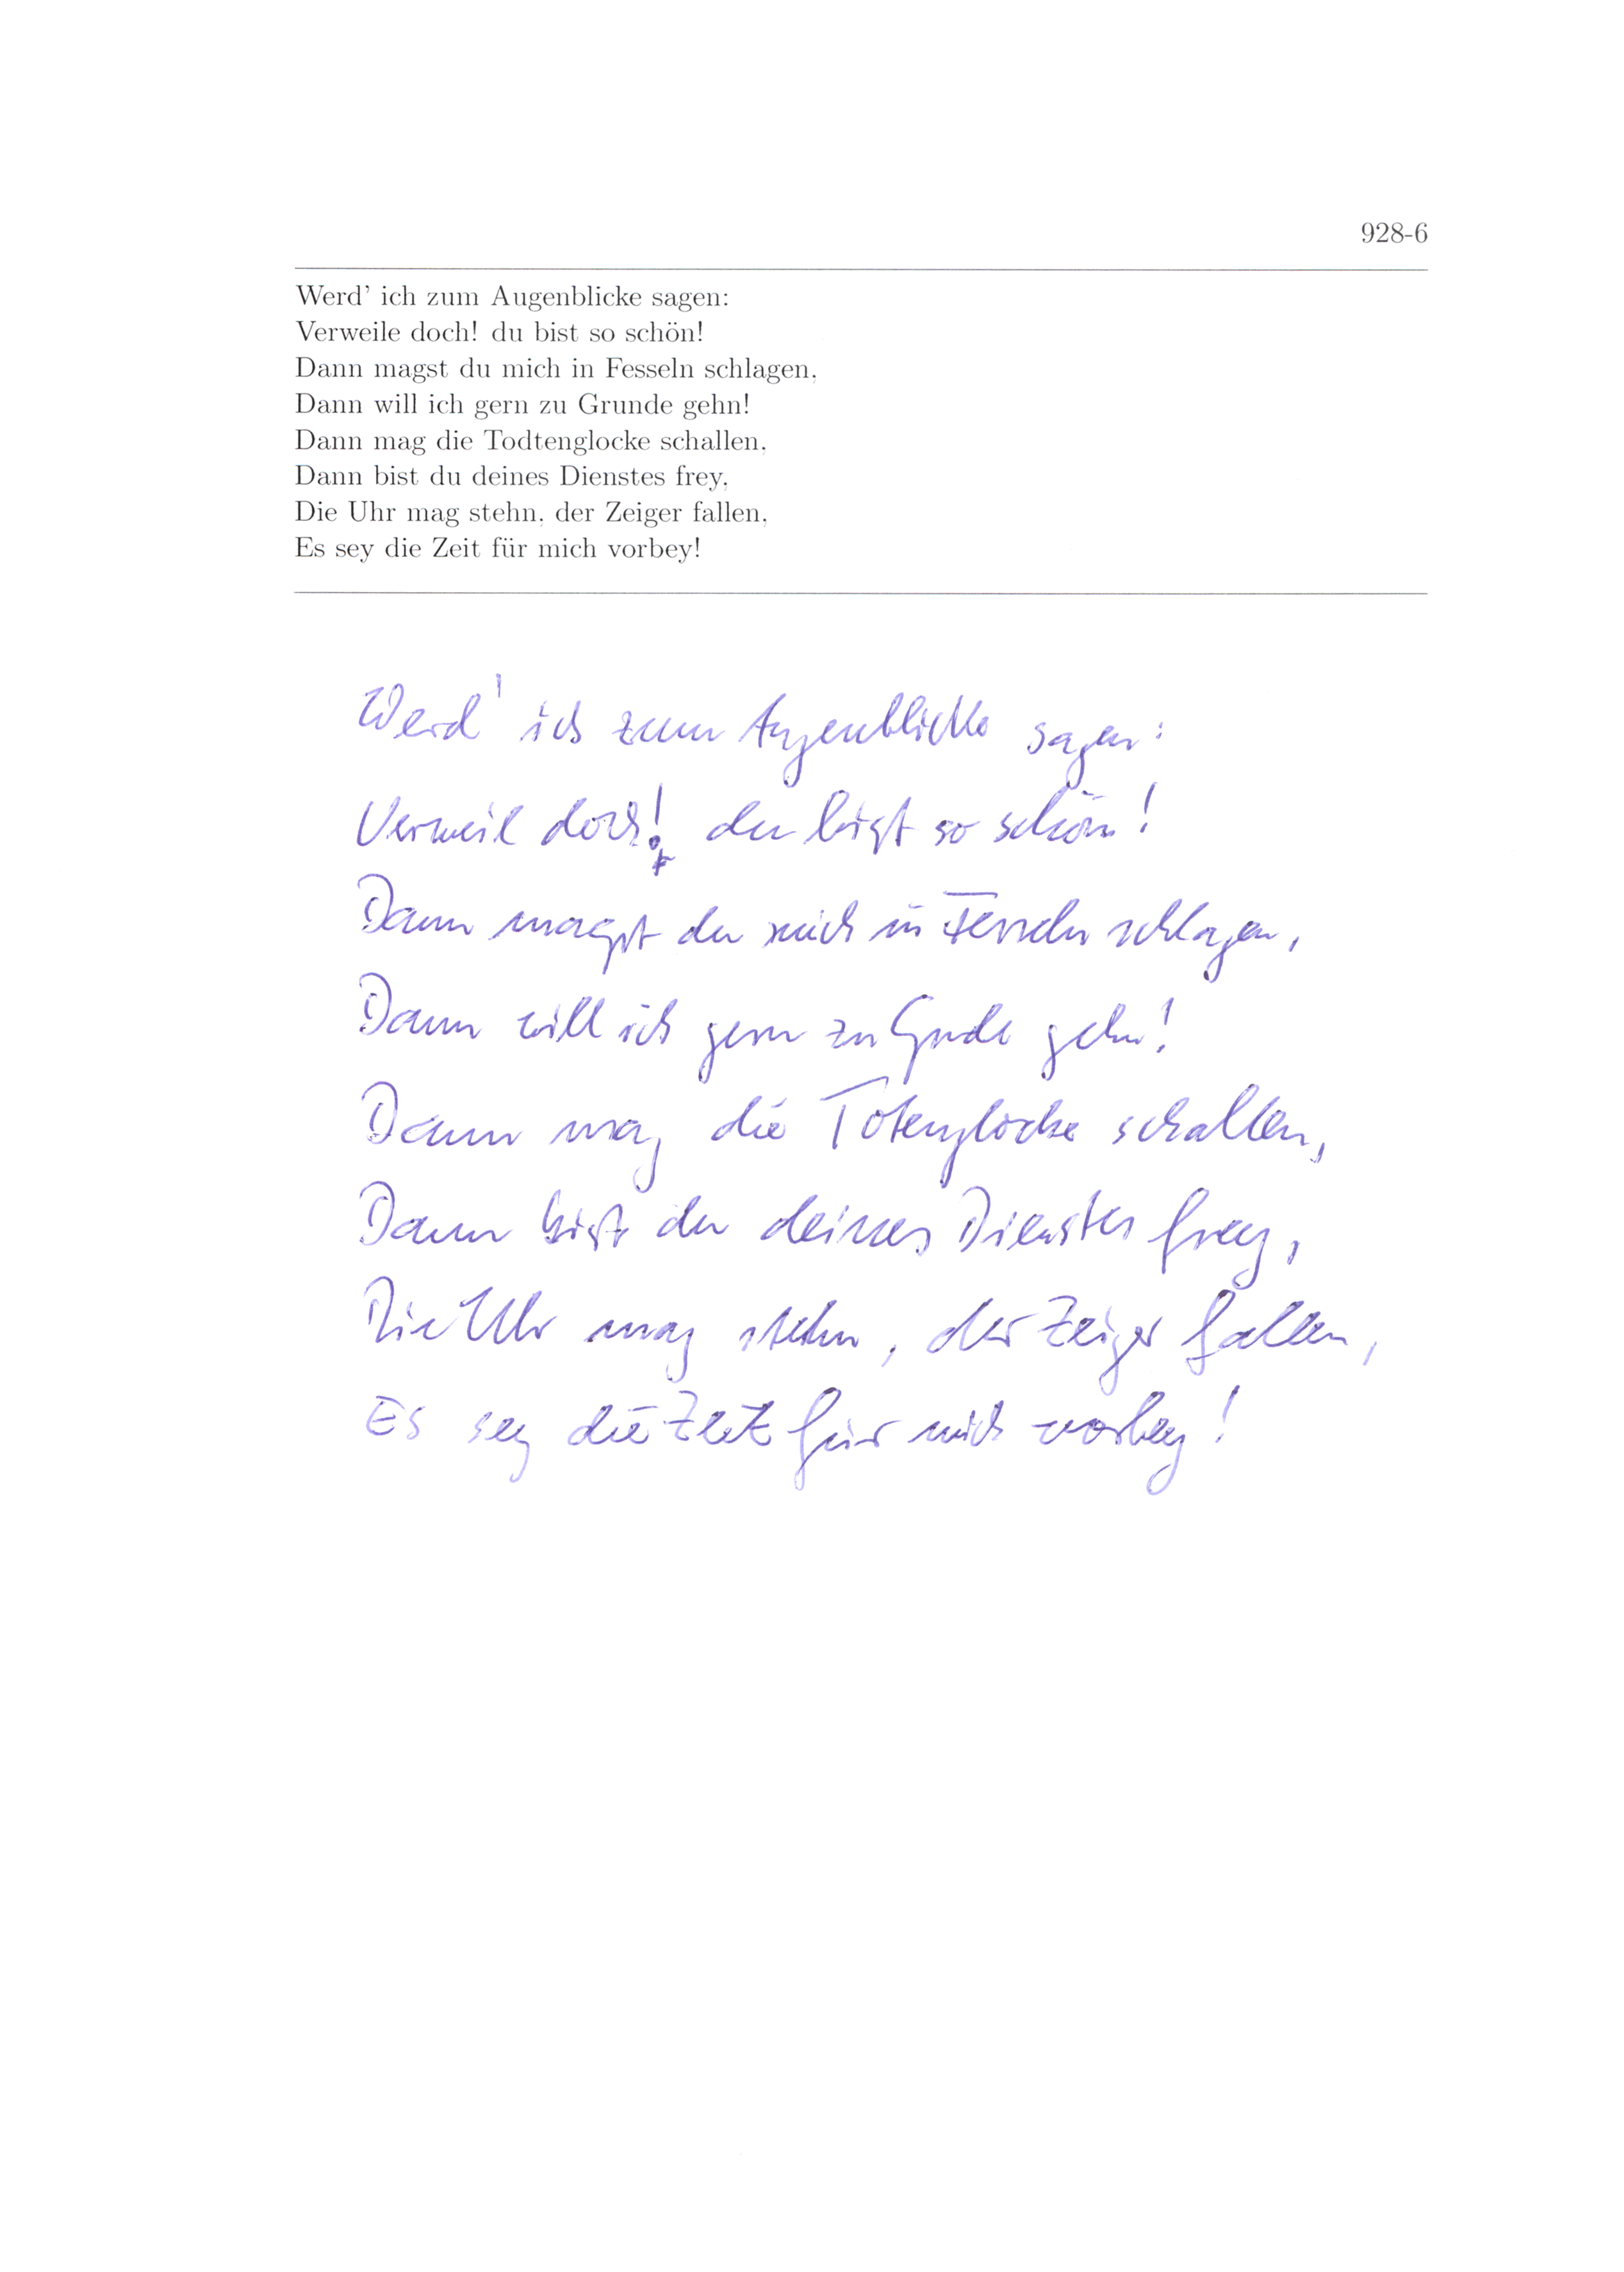 928-6
Werd' ich zum Augenblicke sagen:
Verweile doch! du bist so schön!
Dann magst du mich in Fesseln schlagen,
Dann will ich gern zu Grunde gehn!
Dann mag die Todtenglocke schallen,
Dann bist du deines Dienstes frey,
Die Uhr mag stehn, der Zeiger fallen,
Es sey die Zeit für mich vorbey!
Werd' ich zum Augenblicke sagen:
Verweil doch! du bist so schön!
Dann magst du mich in Fesseln schlagen,
Dann will ich gern zu Grude gehn!
Dann mag die Totenglocke schallen,
Dann bist du deines Dienstes frey,
Die Uhr mag stehn, der Zeiger fallen,
Es sey die Zeit für mich vorbey!